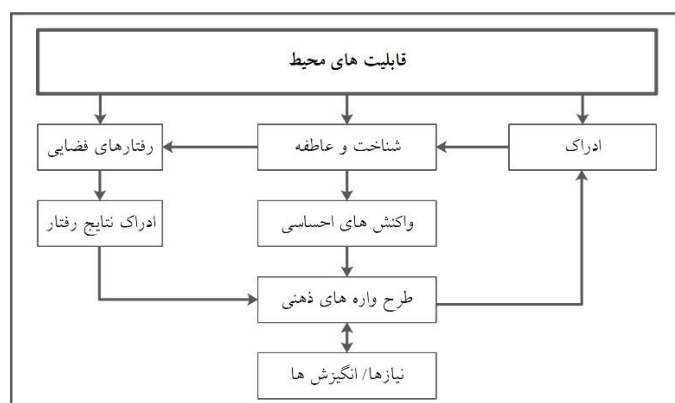 قابلیت های محیط
ادراک
شناخت و عاطفه
رفتارهای فضایی
واکنش های احساسی
ادراک نتایج رفتار
طرح واره های ذهنی
نیازها/ انگیزش ها